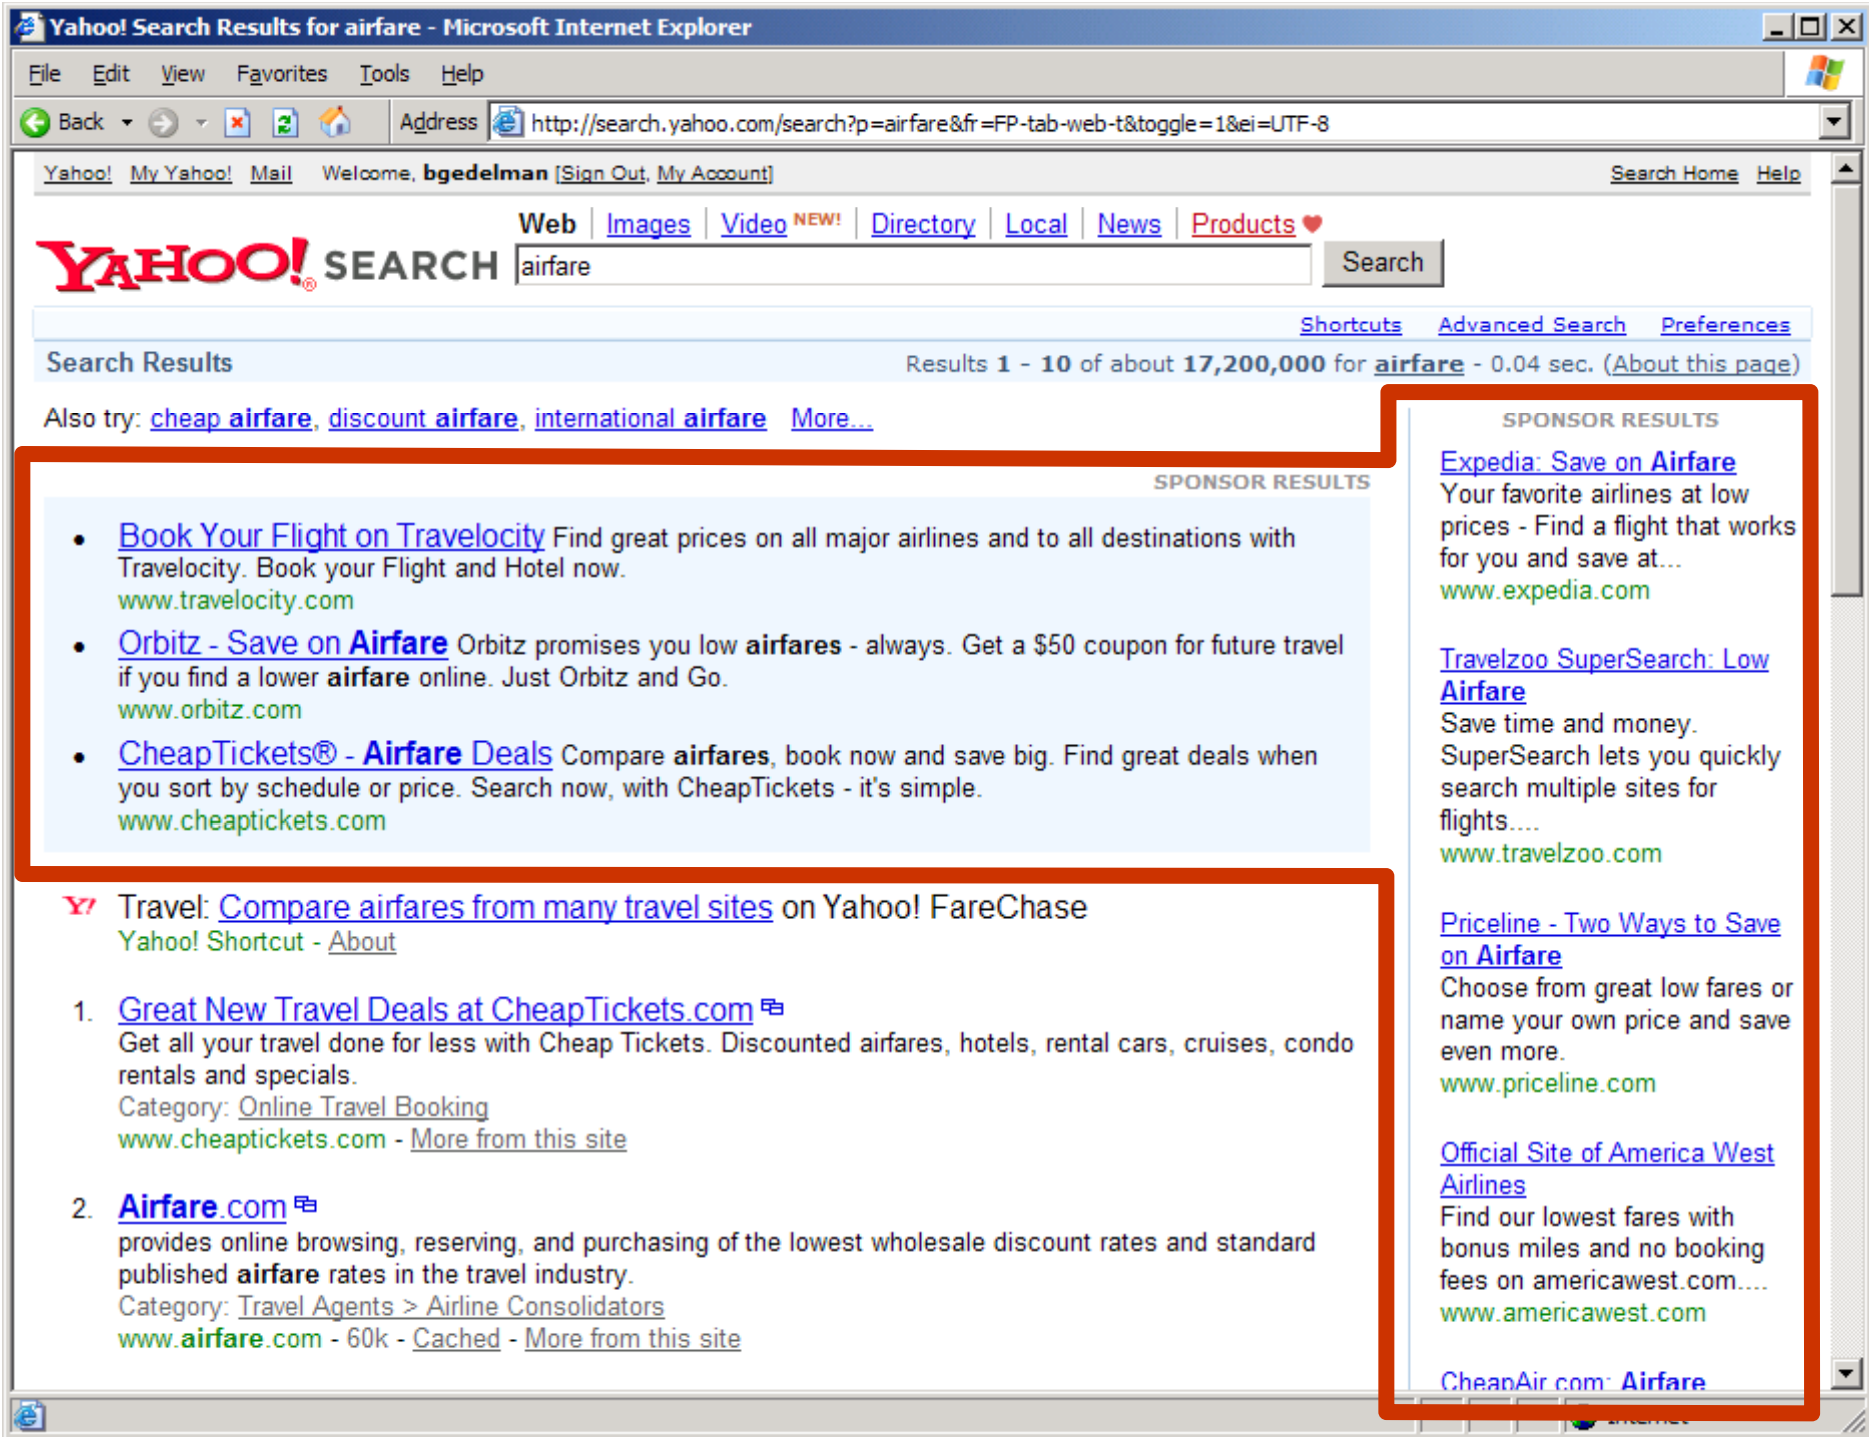 Yahoo! Search Results for airfare - Microsoft Internet Explorer
File Edit View Favorites Tools Help
Back Address http://search.yahoo.com/search?p=airfare&fr=FP-tab-web-t&toggle=1&ei=UTF-8
Yahoo! My Yahoo! Mail Welcome, bgedelman [Sign Out, My Account] Search Home Help
Web | Images | Video NEW! | Directory | Local | News | Products
YAHOO!® SEARCH airfare Search
Shortcuts Advanced Search Preferences
Search Results Results 1 - 10 of about 17,200,000 for airfare - 0.04 sec. (About this page)
Also try: cheap airfare, discount airfare, international airfare More...
SPONSOR RESULTS
• Book Your Flight on Travelocity Find great prices on all major airlines and to all destinations with
Travelocity. Book your Flight and Hotel now.
www.travelocity.com
• Orbitz - Save on Airfare Orbitz promises you low airfares - always. Get a $50 coupon for future travel
if you find a lower airfare online. Just Orbitz and Go.
www.orbitz.com
• CheapTickets® - Airfare Deals Compare airfares, book now and save big. Find great deals when
you sort by schedule or price. Search now, with CheapTickets - it's simple.
www.cheaptickets.com
Y! Travel: Compare airfares from many travel sites on Yahoo! FareChase
Yahoo! Shortcut - About
1. Great New Travel Deals at CheapTickets.com
Get all your travel done for less with Cheap Tickets. Discounted airfares, hotels, rental cars, cruises, condo
rentals and specials.
Category: Online Travel Booking
www.cheaptickets.com - More from this site
2. Airfare.com
provides online browsing, reserving, and purchasing of the lowest wholesale discount rates and standard
published airfare rates in the travel industry.
Category: Travel Agents > Airline Consolidators
www.airfare.com - 60k - Cached - More from this site
SPONSOR RESULTS
Expedia: Save on Airfare
Your favorite airlines at low
prices - Find a flight that works
for you and save at...
www.expedia.com
Travelzoo SuperSearch: Low
Airfare
Save time and money.
SuperSearch lets you quickly
search multiple sites for
flights....
www.travelzoo.com
Priceline - Two Ways to Save
on Airfare
Choose from great low fares or
name your own price and save
even more.
www.priceline.com
Official Site of America West
Airlines
Find our lowest fares with
bonus miles and no booking
fees on americawest.com....
www.americawest.com
CheapAir.com: Airfare